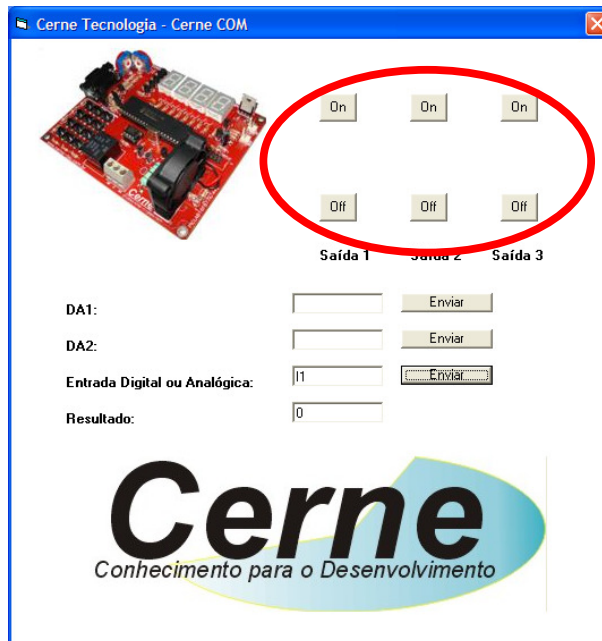 Cerne Tecnologia - Cerne COM
On On On
Off Off Off
Saída 1 Saída 2 Saída 3
DA1: Enviar
DA2: Enviar
Entrada Digital ou Analógica: I1 Enviar
Resultado: 0
Cerne
Conhecimento para o Desenvolvimento